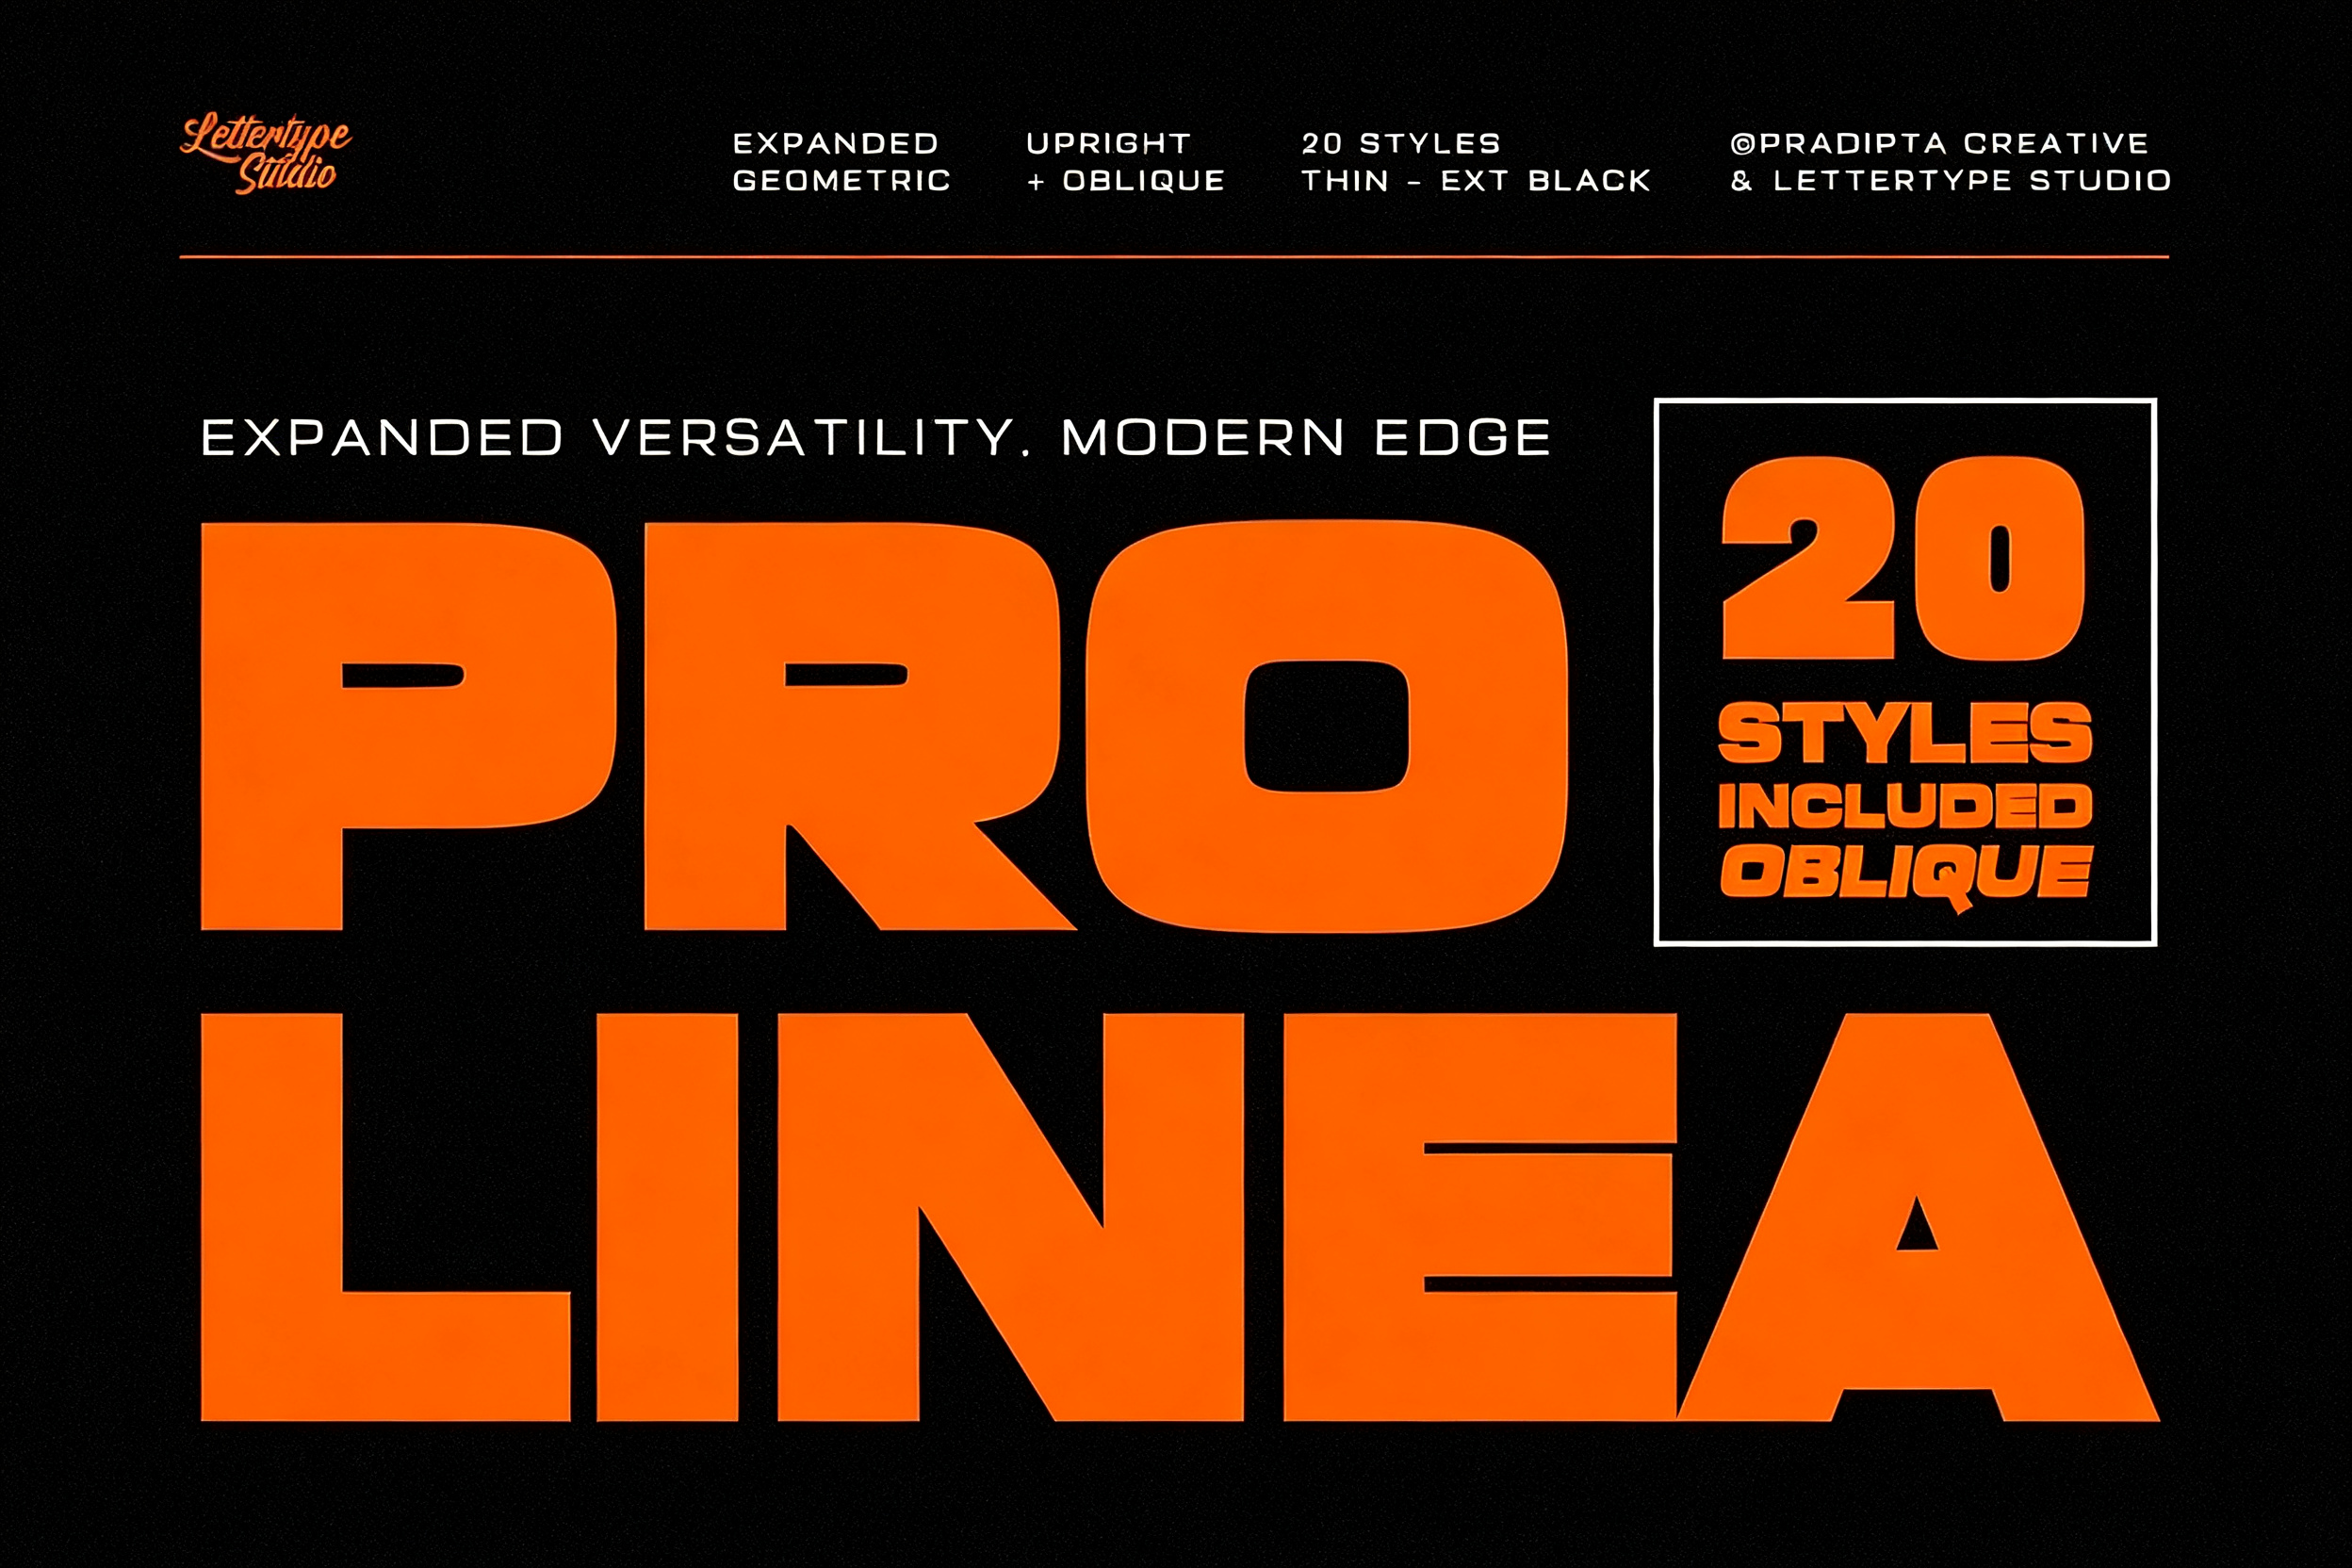 Lettertype
Studio
EXPANDED
GEOMETRIC
UPRIGHT
+ OBLIQUE
20 STYLES
THIN - EXT BLACK
©PRADIPTA CREATIVE
& LETTERTYPE STUDIO
EXPANDED VERSATILITY. MODERN EDGE
PRO
LINEA
20
STYLES
INCLUDED
OBLIQUE